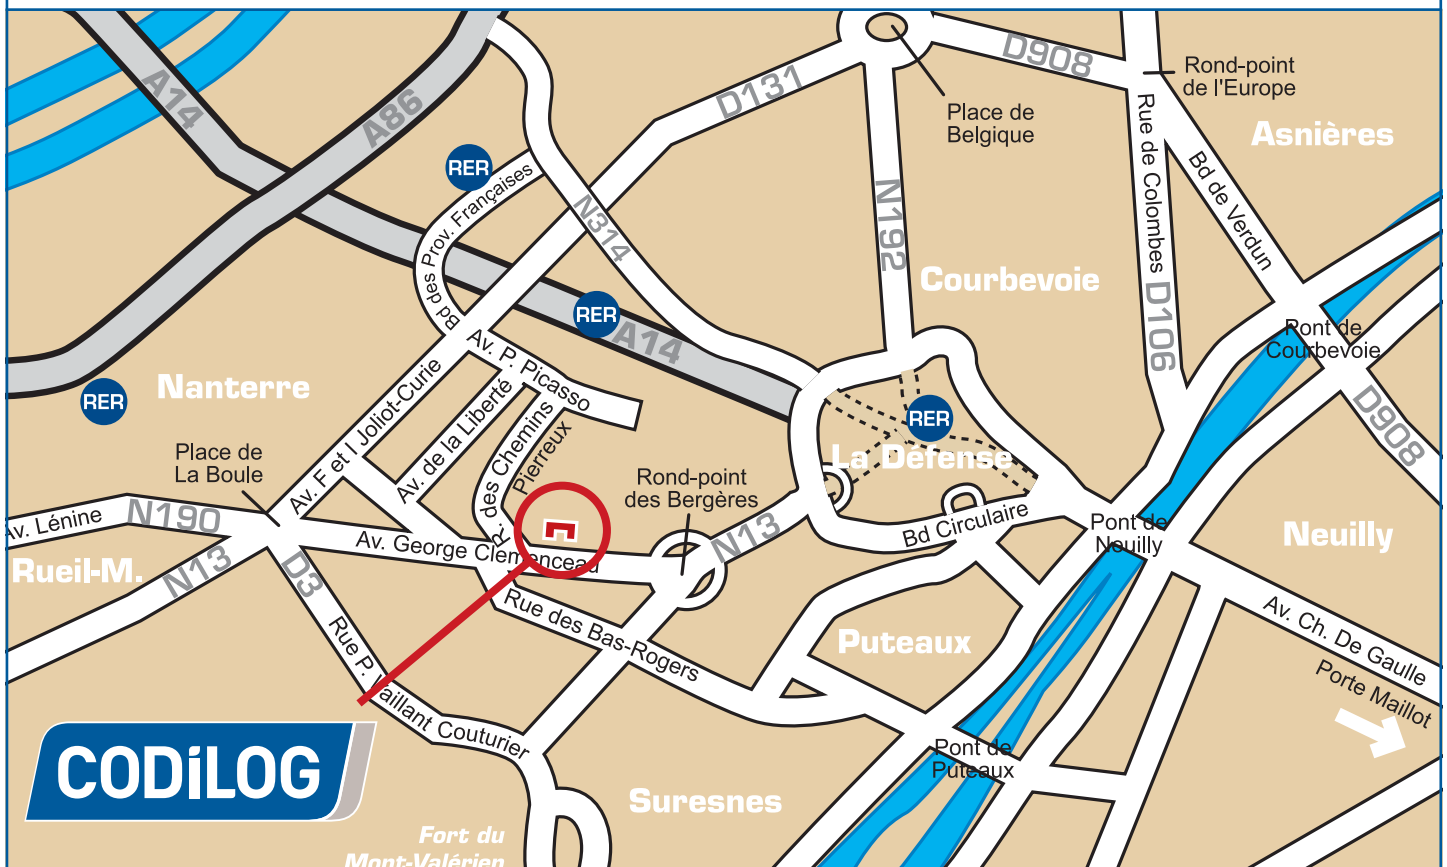 D908
Rond-point
de l'Europe
A14
A86
D131
Place de
Belgique
Asnières
Rue de Colombes
D106
Bd de Verdun
RER
Bd des Prov. Françaises
N314
N192
Courbevoie
RER
A14
Pont de
Courbevoie
Av. P. Picasso
Nanterre
RER
Av. F et I Joliot-Curie
Av. de la Liberté
R. des Chemins
Pierreux
RER
La Défense
D908
Place de
La Boule
Rond-point
des Bergères
Av. Lénine
N190
N13
Bd Circulaire
Pont de
Neuilly
Neuilly
Av. George Clemenceau
Rueil-M.
N13
D3
Rue des Bas-Rogers
Puteaux
Av. Ch. De Gaulle
Porte Maillot
Rue P. Vaillant Couturier
Pont de
Puteaux
CODiLOG
Suresnes
Fort du
Mont-Valérien